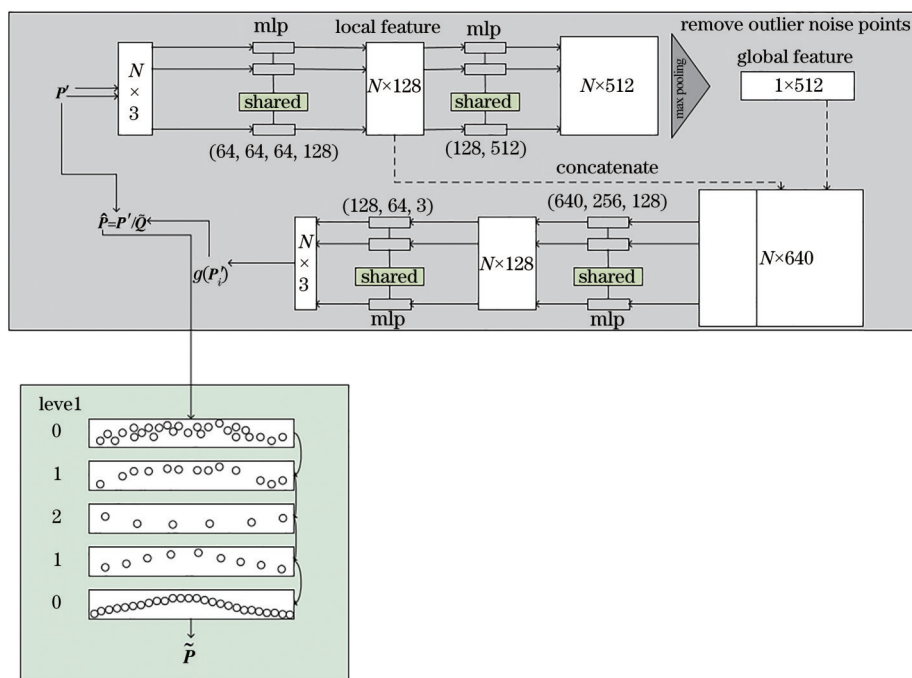 mlp
local feature
mlp
remove outlier noise points
global feature
P′
N
×
3
shared
N×128
shared
N×512
max pooling
1×512
(64, 64, 64, 128)
(128, 512)
concatenate
P̂=P′/Q̄
g(P′ᵢ)
(128, 64, 3)
(640, 256, 128)
N
×
3
shared
N×128
shared
N×640
mlp
mlp
leve1
0
1
2
1
0
P̃